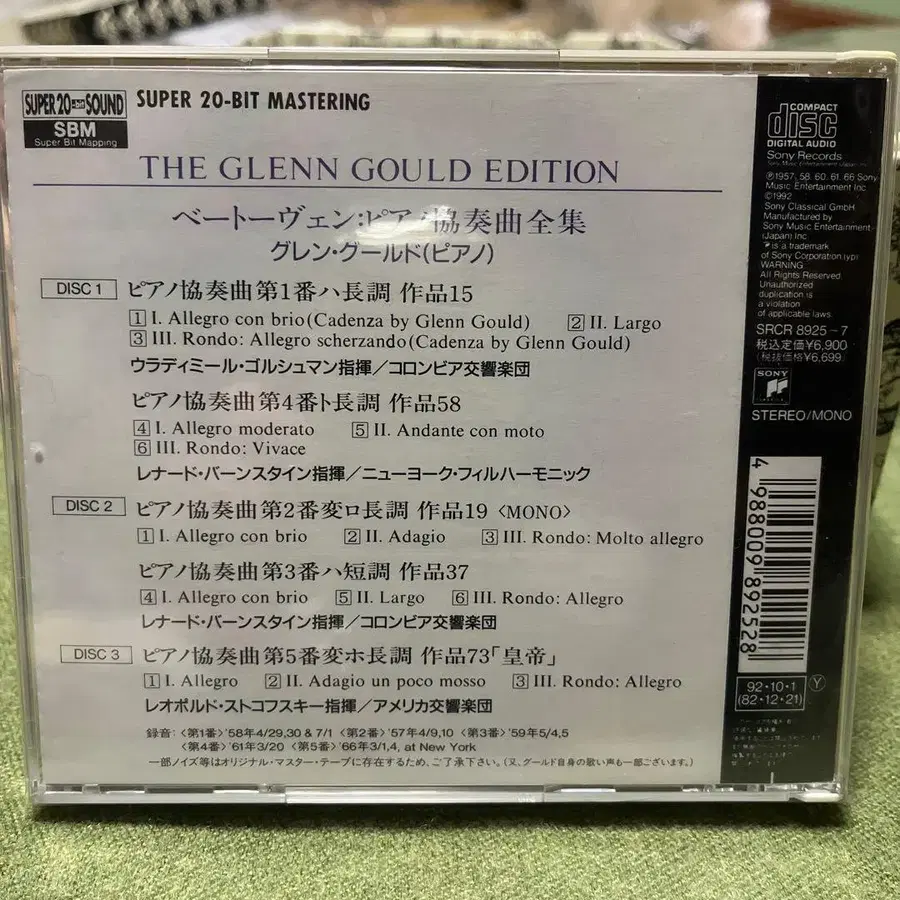 SUPER 20-bit SOUND
SBM
Super Bit Mapping
SUPER 20-BIT MASTERING
THE GLENN GOULD EDITION
ベートーヴェン:ピアノ協奏曲全集
グレン・グールド(ピアノ)
DISC 1 ピアノ協奏曲第1番ハ長調 作品15
1 I. Allegro con brio(Cadenza by Glenn Gould) 2 II. Largo
3 III. Rondo: Allegro scherzando(Cadenza by Glenn Gould)
ウラディミール・ゴルシュマン指揮/コロンビア交響楽団
ピアノ協奏曲第4番ト長調 作品58
4 I. Allegro moderato 5 II. Andante con moto
6 III. Rondo: Vivace
レナード・バーンスタイン指揮/ニューヨーク・フィルハーモニック
DISC 2 ピアノ協奏曲第2番変ロ長調 作品19〈MONO〉
1 I. Allegro con brio 2 II. Adagio 3 III. Rondo: Molto allegro
ピアノ協奏曲第3番ハ短調 作品37
4 I. Allegro con brio 5 II. Largo 6 III. Rondo: Allegro
レナード・バーンスタイン指揮/コロンビア交響楽団
DISC 3 ピアノ協奏曲第5番変ホ長調 作品73「皇帝」
1 I. Allegro 2 II. Adagio un poco mosso 3 III. Rondo: Allegro
レオポルド・ストコフスキー指揮/アメリカ交響楽団
録音:〈第1番〉'58年4/29,30 & 7/1〈第2番〉'57年4/9,10〈第3番〉'59年5/4,5
〈第4番〉'61年3/20〈第5番〉'66年3/1,4, at New York
一部ノイズ等はオリジナル・マスター・テープに存在するため、ご了承下さい。(又、グールド自身の歌い声も一部ございます。)
COMPACT
disc
DIGITAL AUDIO
Sony Records
Ⓟ1957, 58, 60, 61, 66 Sony
Music Entertainment Inc.
©1992
Sony Classical GmbH
Manufactured by
Sony Music Entertainment
(Japan) Inc.
is a trademark
of Sony Corporation
WARNING
All Rights Reserved.
Unauthorized
duplication is
a violation
of applicable laws.
SRCR 8925-7
税込定価¥6,900
(税抜価格¥6,699)
SONY
STEREO/MONO
4 988009 892528
92・10・1
(82・12・21)
Y